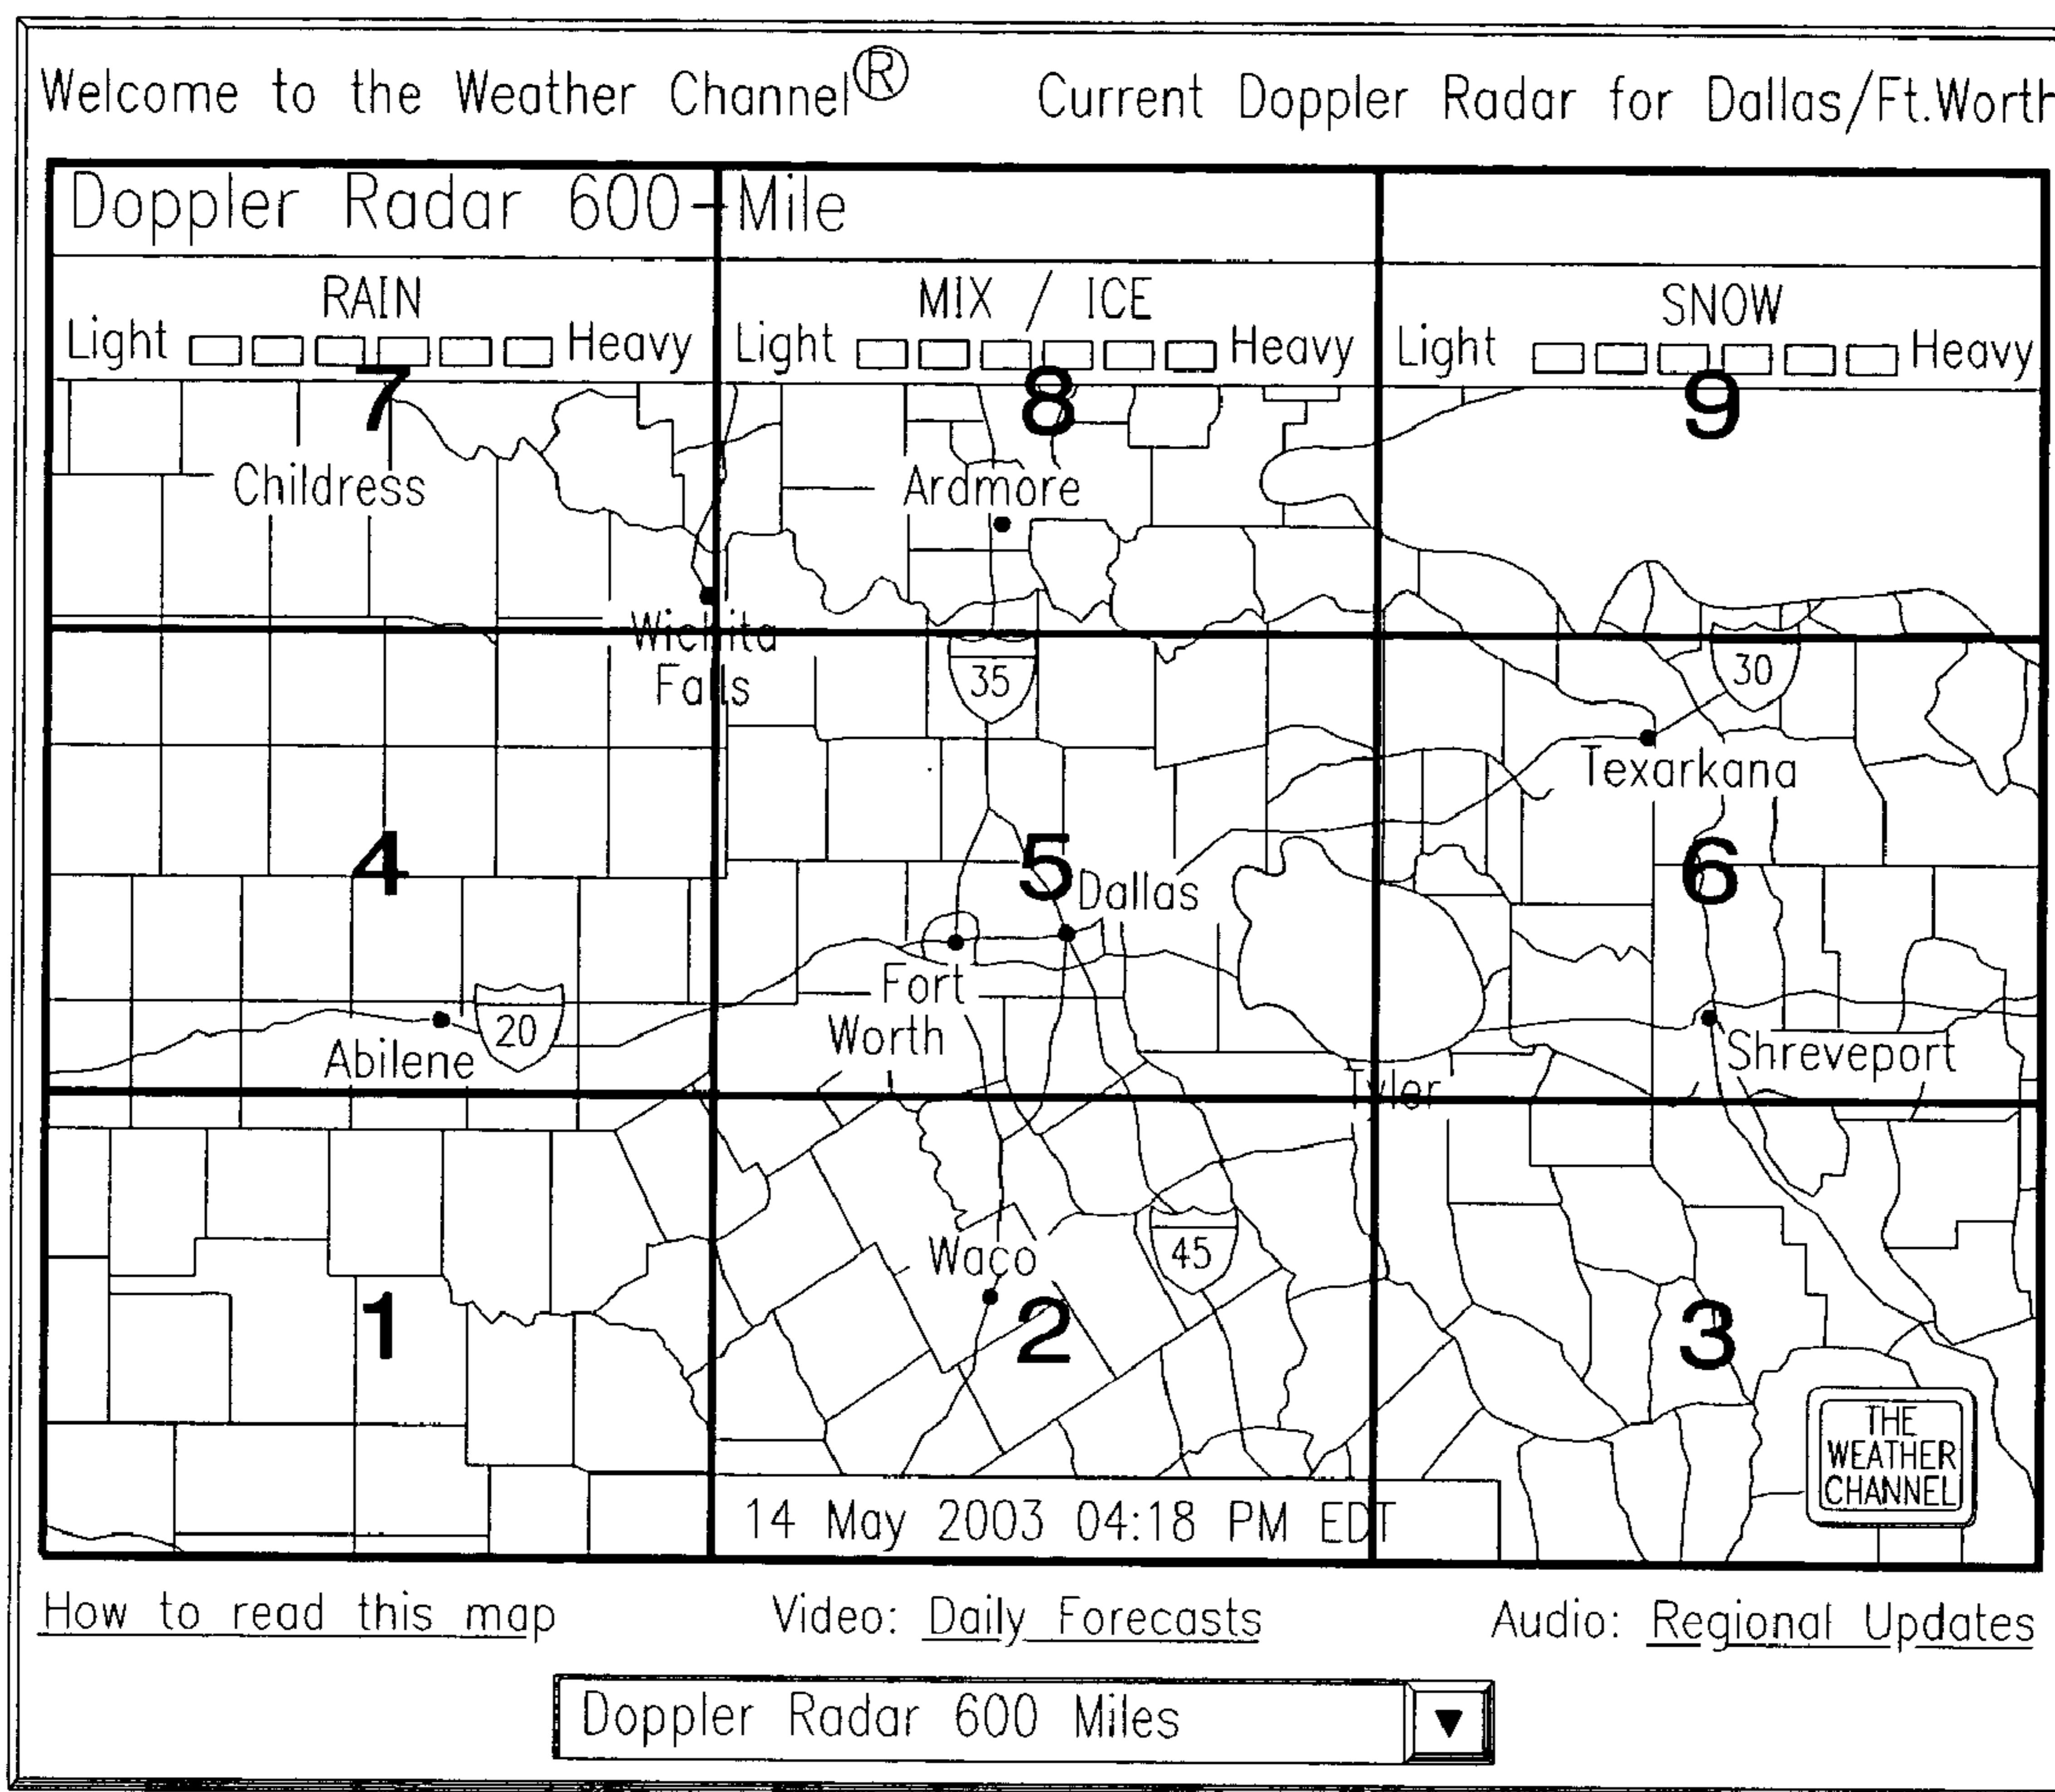 Welcome to the Weather Channel® Current Doppler Radar for Dallas/Ft.Worth
Doppler Radar 600-Mile
RAIN MIX / ICE SNOW
Light Heavy Light Heavy Light Heavy
7 8 9
Childress Ardmore
Wichita
Falls
35 30
Texarkana
4 5 6
Dallas
Fort
Worth
20
Abilene
Shreveport
Tyler
Waco 45
1 2 3
THE
WEATHER
CHANNEL
14 May 2003 04:18 PM EDT
How to read this map Video: Daily Forecasts Audio: Regional Updates
Doppler Radar 600 Miles